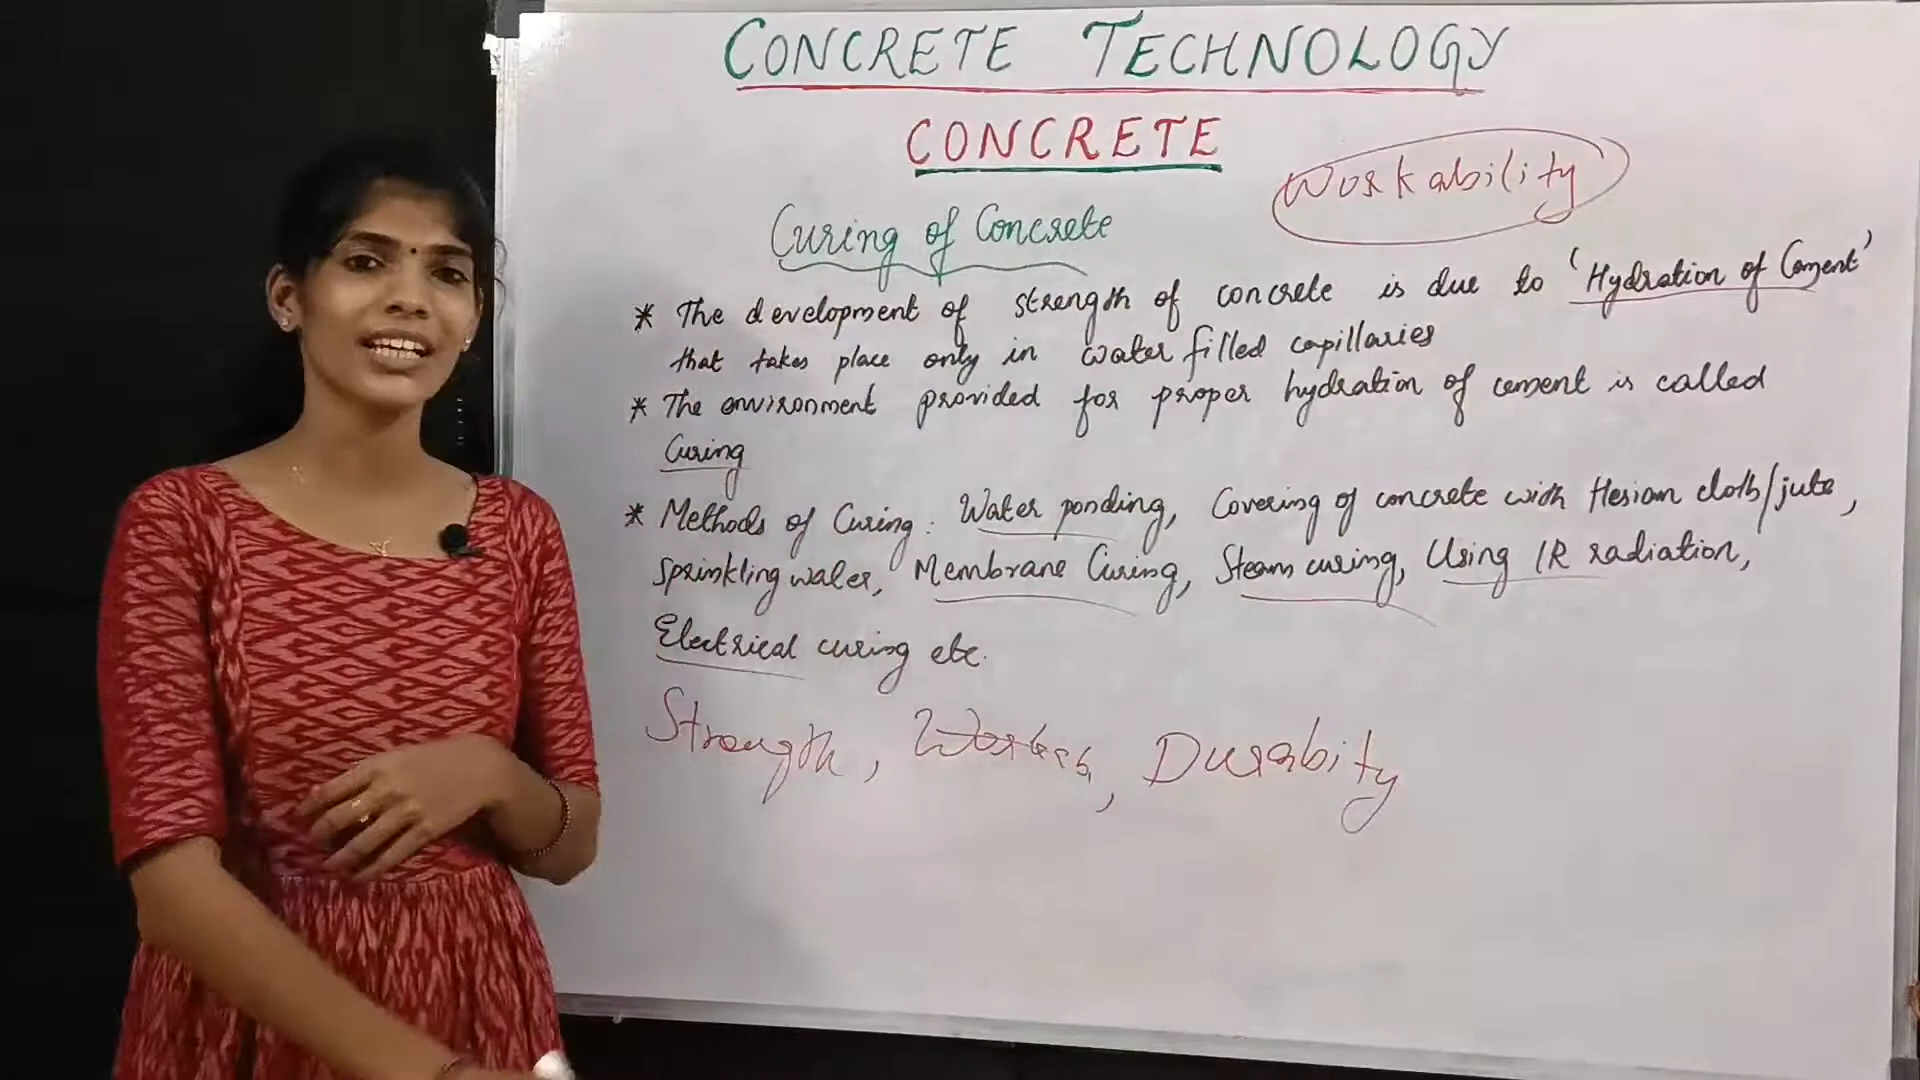 CONCRETE TECHNOLOGY
CONCRETE
Workability
Curing of Concrete
* The development of strength of concrete is due to 'Hydration of Cement'
that takes place only in water filled capillaries
* The environment provided for proper hydration of cement is called
Curing
* Methods of Curing: Water ponding, Covering of concrete with Hesian cloth/jute,
Sprinkling water, Membrane Curing, Steam curing, Using IR radiation,
Electrical curing etc.
Strength, Durabity